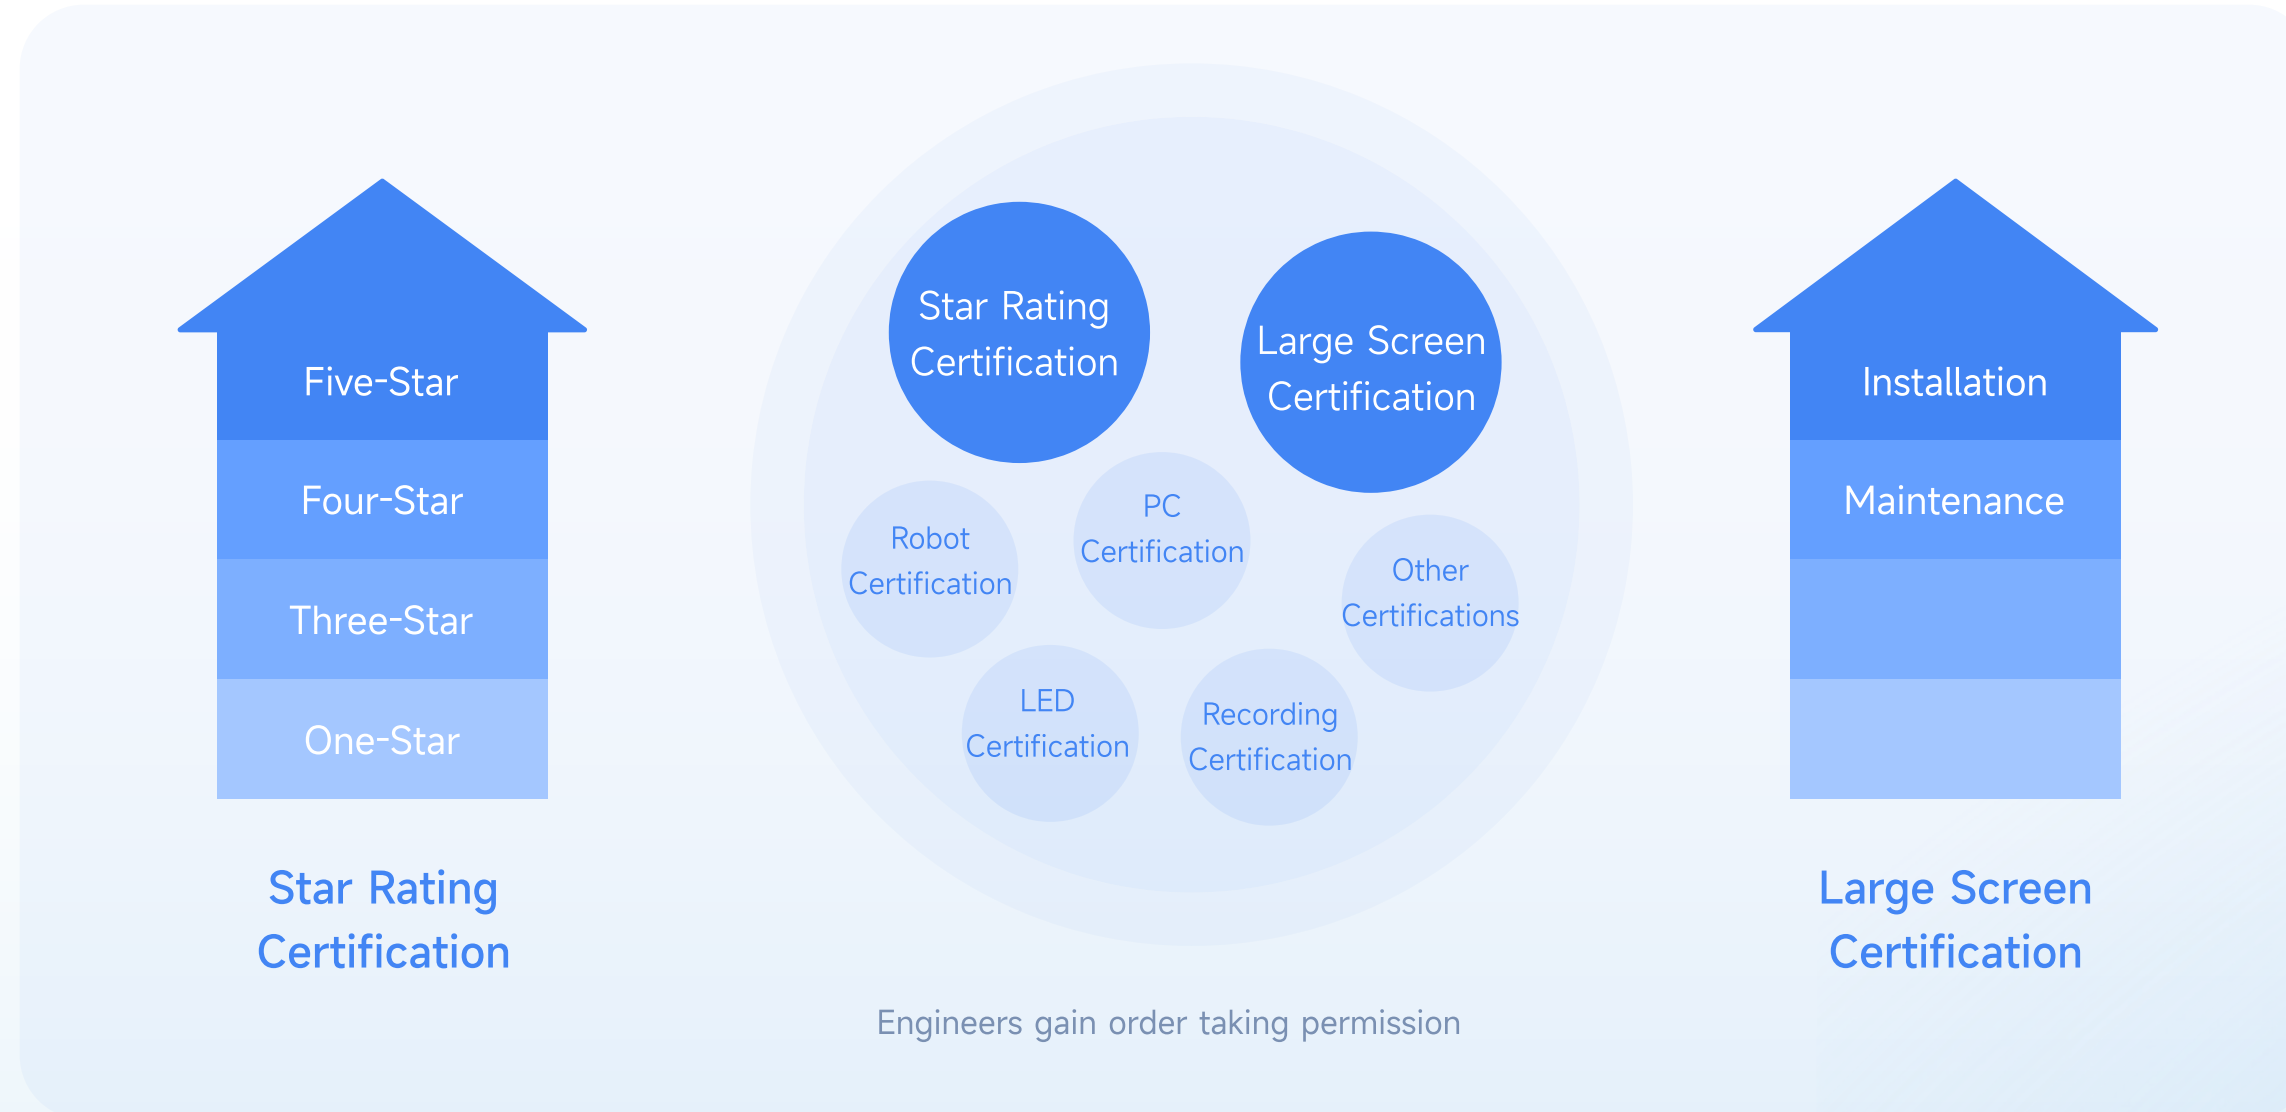 Five-Star
Four-Star
Three-Star
One-Star
Star Rating
Certification
Star Rating
Certification
Large Screen
Certification
PC
Certification
Robot
Certification
Other
Certifications
LED
Certification
Recording
Certification
Engineers gain order taking permission
Installation
Maintenance
Large Screen
Certification